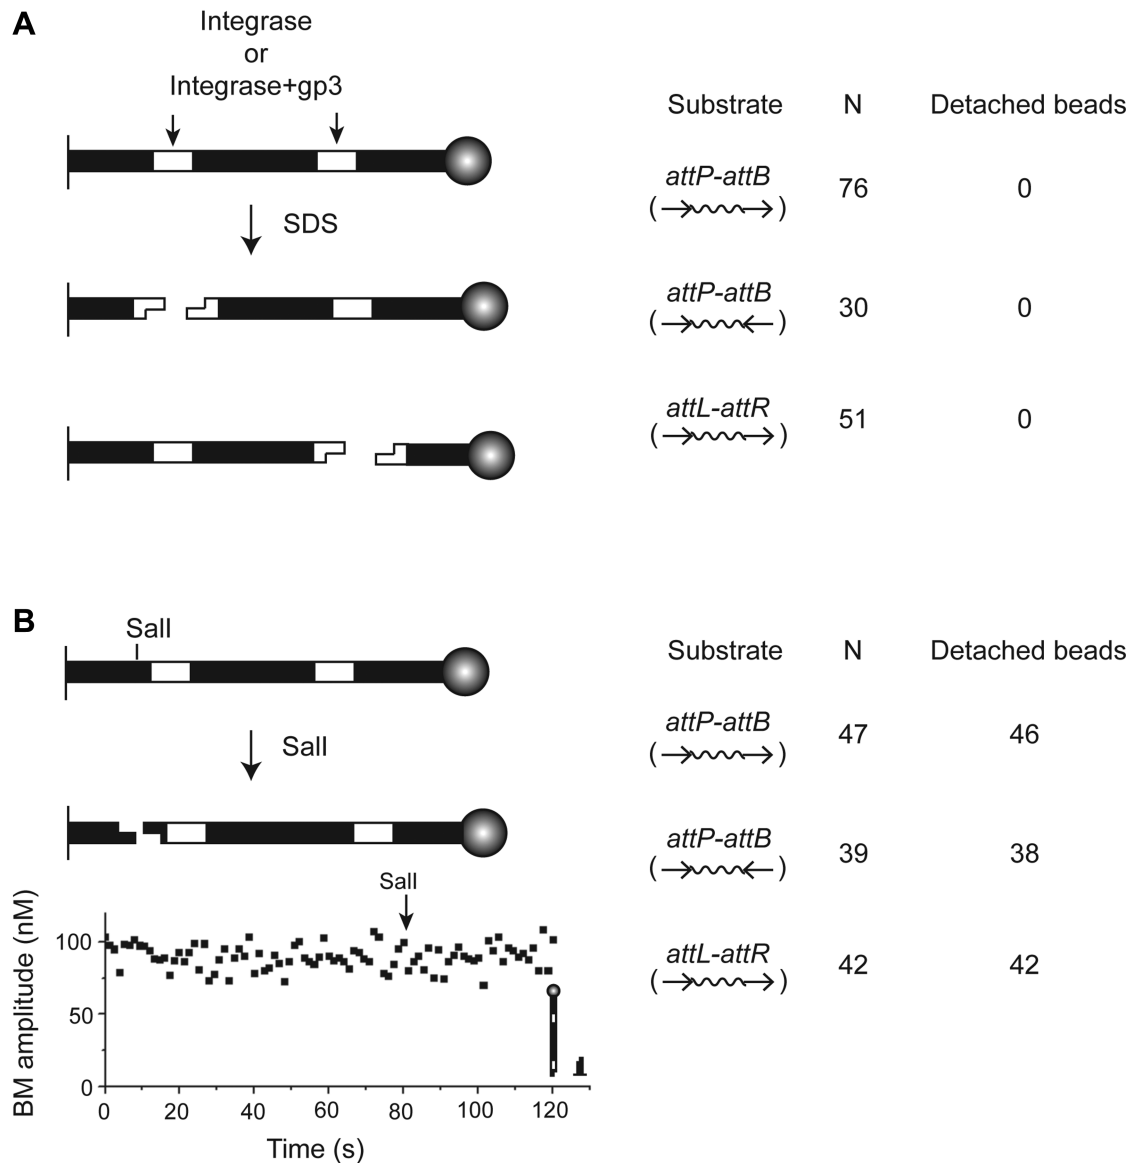 A
Integrase
or
Integrase+gp3
SDS
Substrate N Detached beads
attP-attB 76 0
attP-attB 30 0
attL-attR 51 0
B
SalI
SalI
Substrate N Detached beads
attP-attB 47 46
attP-attB 39 38
attL-attR 42 42
SalI
BM amplitude (nM)
100
50
0
0 20 40 60 80 100 120
Time (s)